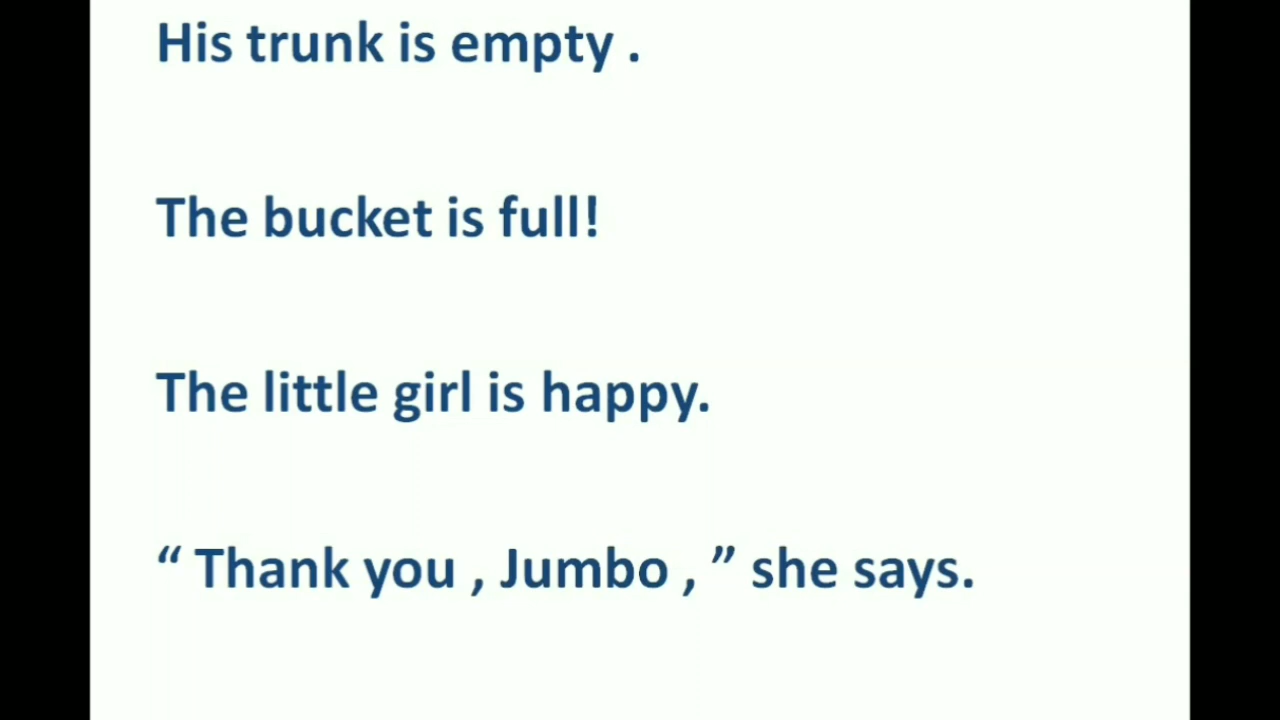 His trunk is empty .
The bucket is full!
The little girl is happy.
“ Thank you , Jumbo , ” she says.